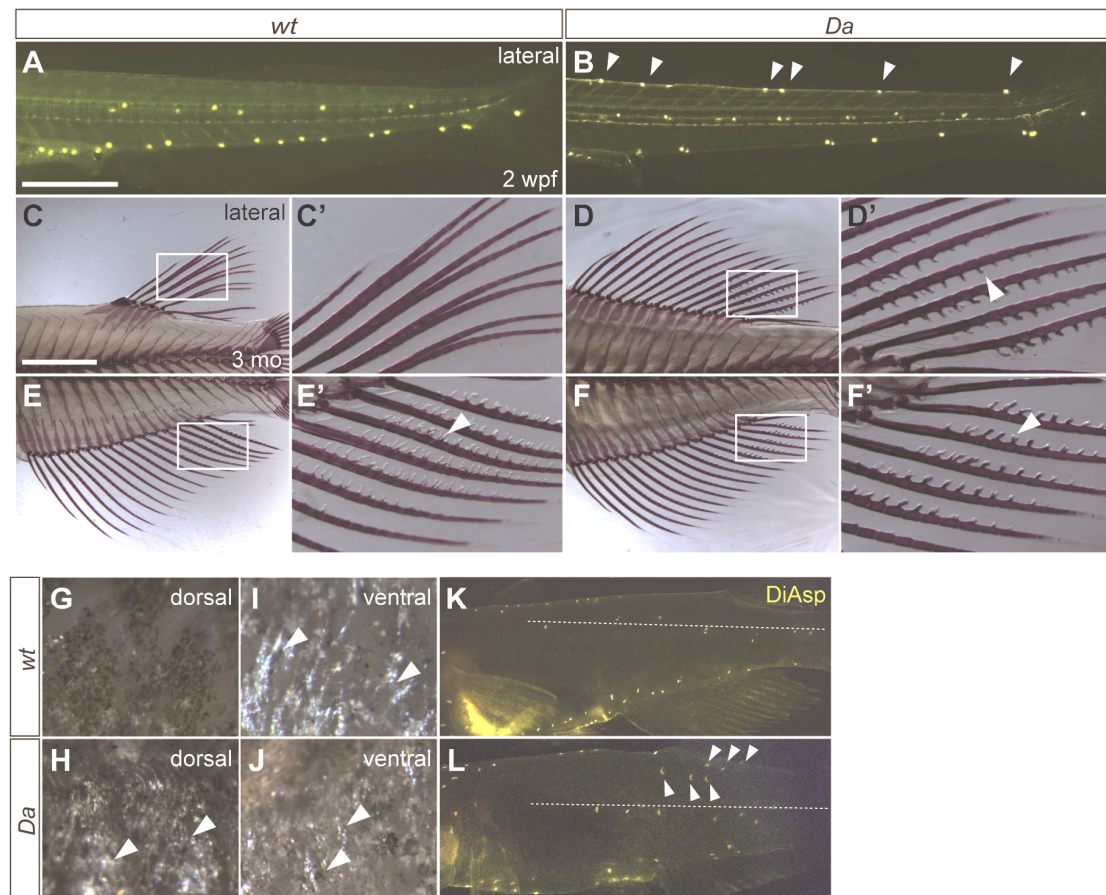 wt
Da
A
lateral
2 wpf
B
C
lateral
3 mo
C’
D
D’
E
E’
F
F’
wt
G
dorsal
I
ventral
K
DiAsp
Da
H
dorsal
J
ventral
L